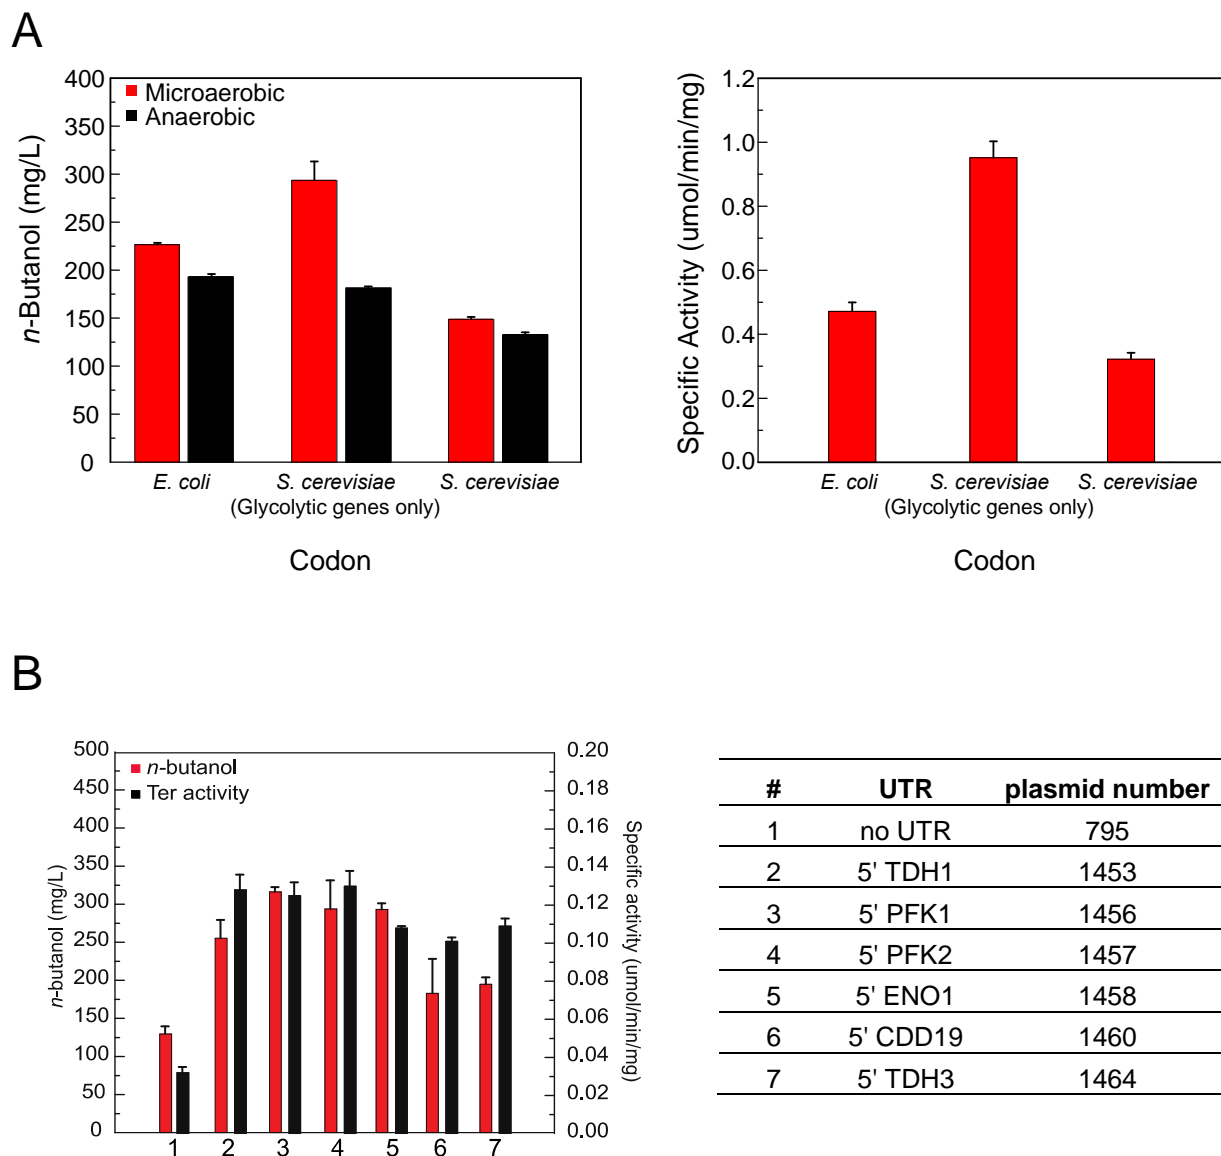 A
400
350
300
250
200
150
100
50
0
n-Butanol (mg/L)
Microaerobic
Anaerobic
E. coli
S. cerevisiae
S. cerevisiae
(Glycolytic genes only)
Codon
1.2
1.0
0.8
0.6
0.4
0.2
0.0
Specific Activity (umol/min/mg)
E. coli
S. cerevisiae
S. cerevisiae
(Glycolytic genes only)
Codon
B
500
450
400
350
300
250
200
150
100
50
0
n-butanol (mg/L)
n-butanol
Ter activity
0.20
0.18
0.16
0.14
0.12
0.10
0.08
0.06
0.04
0.02
0.00
Specific activity (umol/min/mg)
1 2 3 4 5 6 7
# UTR plasmid number
1 no UTR 795
2 5' TDH1 1453
3 5' PFK1 1456
4 5' PFK2 1457
5 5' ENO1 1458
6 5' CDD19 1460
7 5' TDH3 1464